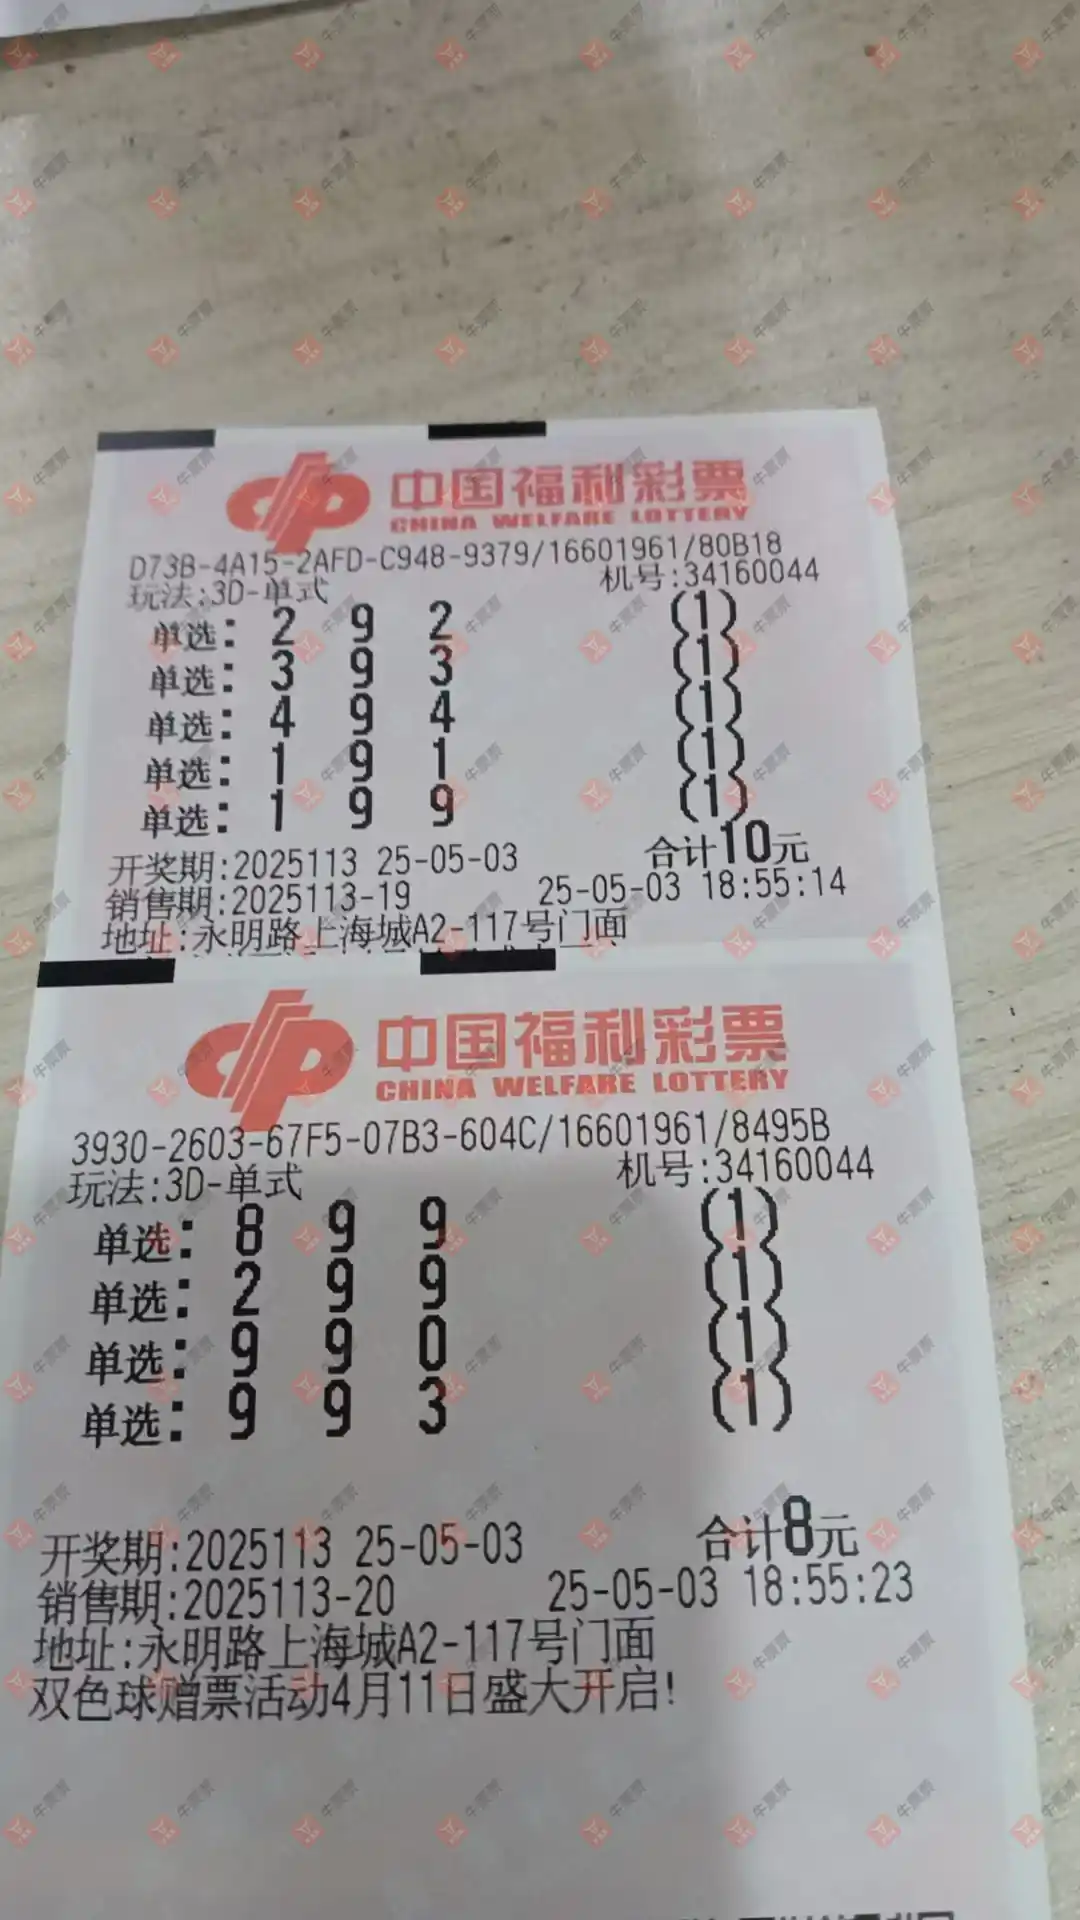 中国福利彩票
CHINA WELFARE LOTTERY
D73B-4A15-2AFD-C948-9379/16601961/80B18
玩法:3D-单式 机号:34160044
单选: 2 9 2 (1)
单选: 3 9 3 (1)
单选: 4 9 4 (1)
单选: 1 9 1 (1)
单选: 1 9 9 (1)
合计10元
开奖期:2025113 25-05-03
销售期:2025113-19 25-05-03 18:55:14
地址:永明路上海城A2-117号门面
中国福利彩票
CHINA WELFARE LOTTERY
3930-2603-67F5-07B3-604C/16601961/8495B
玩法:3D-单式 机号:34160044
单选: 8 9 9 (1)
单选: 2 9 9 (1)
单选: 9 9 0 (1)
单选: 9 9 3 (1)
合计8元
开奖期:2025113 25-05-03
销售期:2025113-20 25-05-03 18:55:23
地址:永明路上海城A2-117号门面
双色球赠票活动4月11日盛大开启!
牛票票